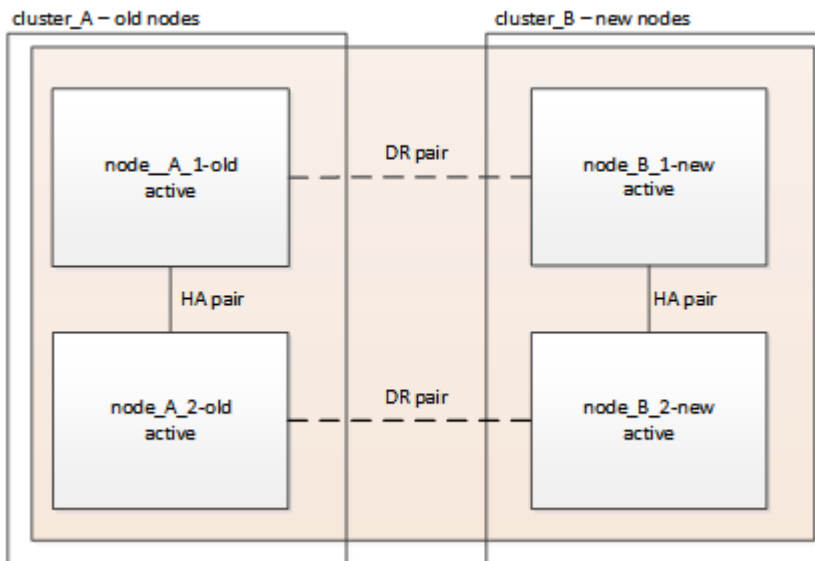 cluster_A – old nodes
cluster_B – new nodes
node__A_1-old
active
DR pair
node_B_1-new
active
HA pair
HA pair
node_A_2-old
active
DR pair
node_B_2-new
active